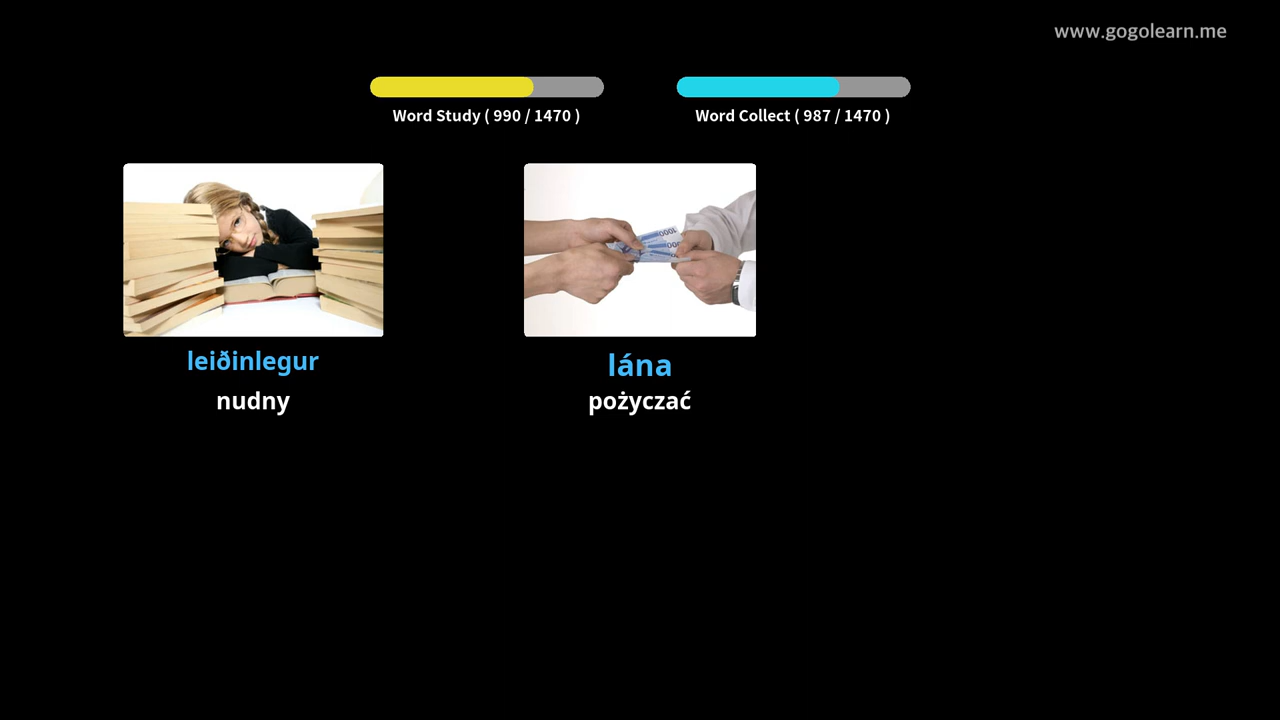 www.gogolearn.me
Word Study ( 990 / 1470 )
Word Collect ( 987 / 1470 )
leiðinlegur
nudny
lána
pożyczać